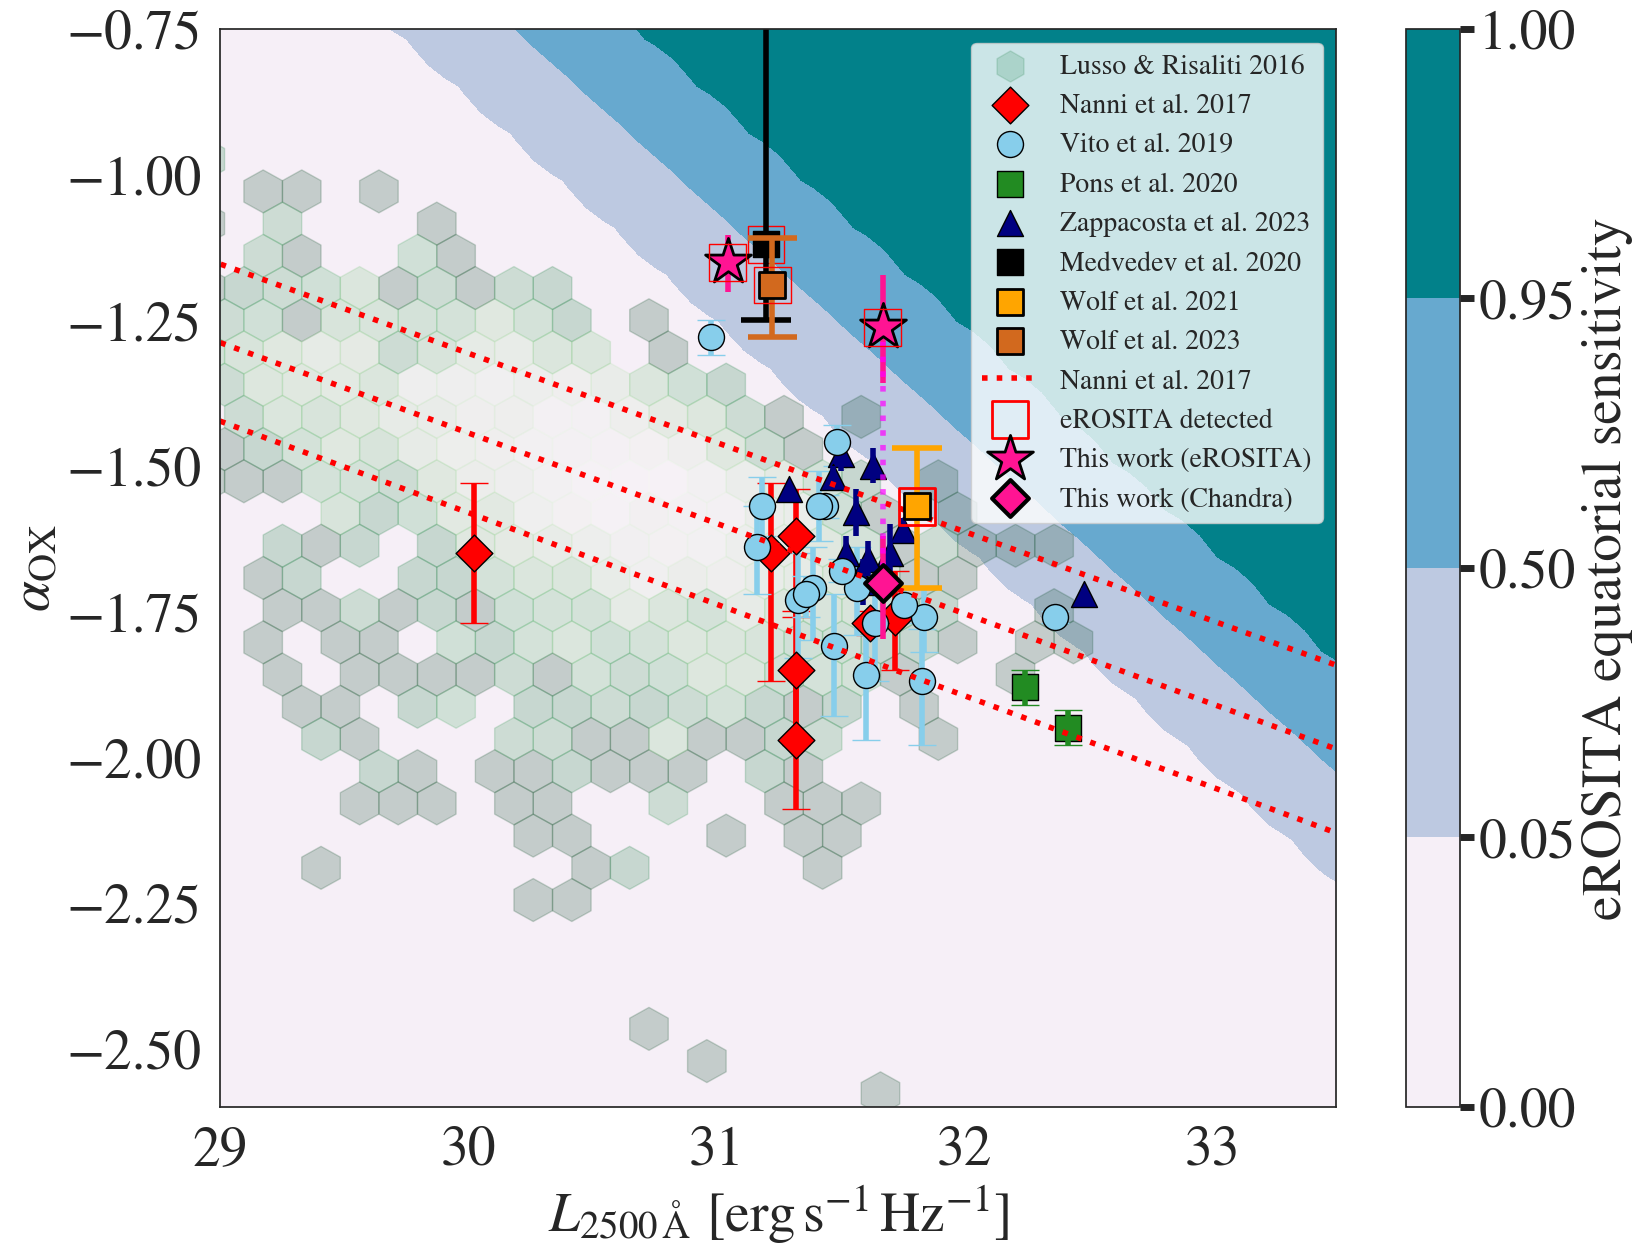 −0.75
−1.00
−1.25
−1.50
−1.75
−2.00
−2.25
−2.50
αOX
29
30
31
32
33
L2500 Å [erg s−1 Hz−1]
Lusso & Risaliti 2016
Nanni et al. 2017
Vito et al. 2019
Pons et al. 2020
Zappacosta et al. 2023
Medvedev et al. 2020
Wolf et al. 2021
Wolf et al. 2023
Nanni et al. 2017
eROSITA detected
This work (eROSITA)
This work (Chandra)
1.00
0.95
0.50
0.05
0.00
eROSITA equatorial sensitivity